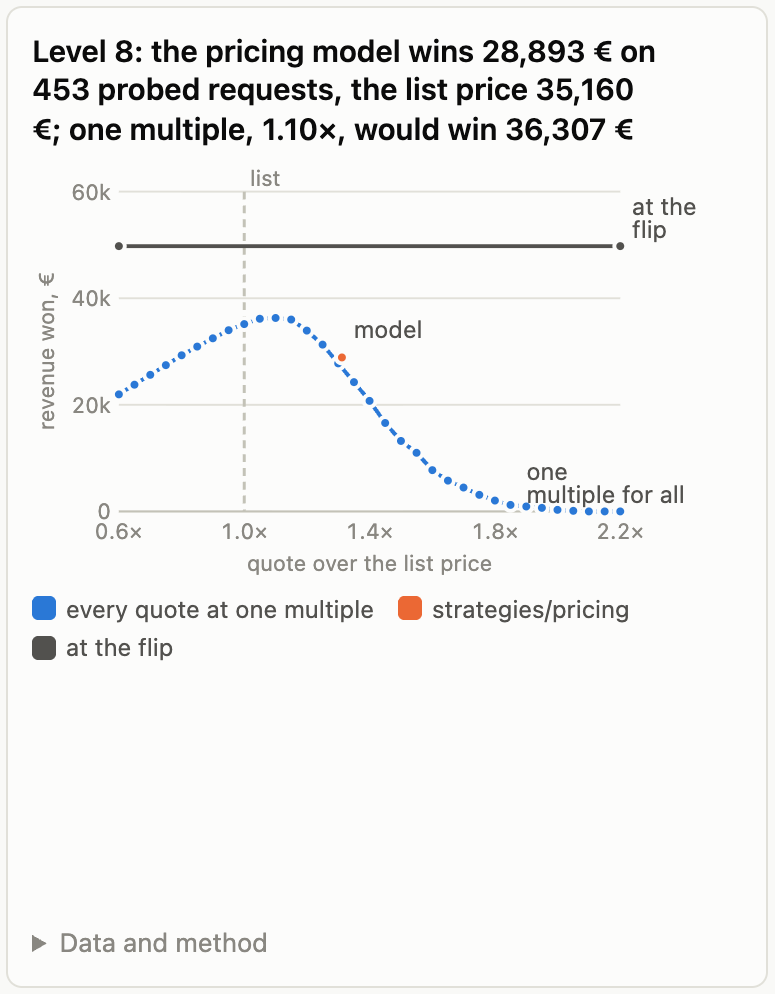 Level 8: the pricing model wins 28,893 € on
453 probed requests, the list price 35,160
€; one multiple, 1.10×, would win 36,307 €
list
60k
at the
flip
40k
model
revenue won, €
20k
one
multiple for all
0
0.6×
1.0×
1.4×
1.8×
2.2×
quote over the list price
every quote at one multiple
strategies/pricing
at the flip
Data and method